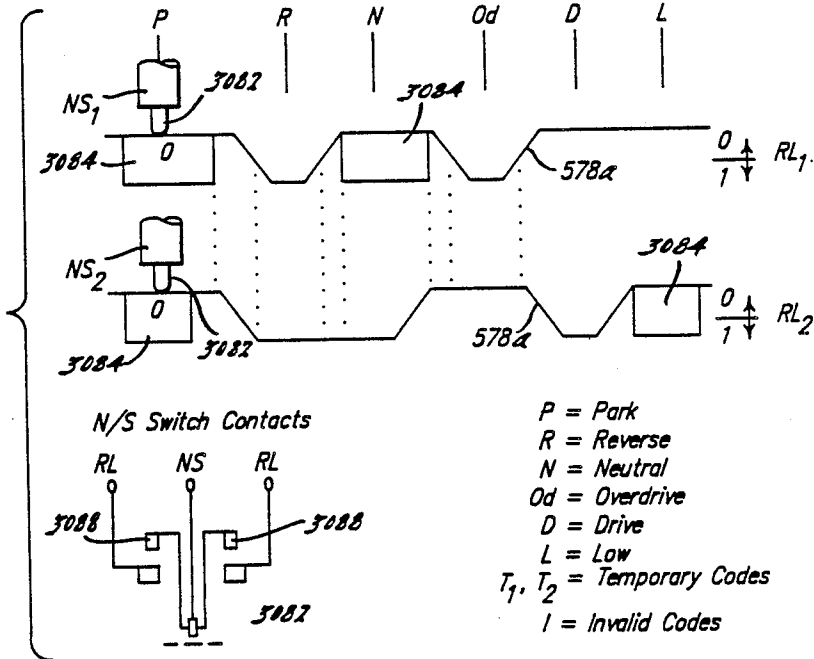 P R N Od D L
3082
NS1
3084
3084
0
578a
0
1
RL1.
NS2
3084
0
3082
3084
578a
0
1
RL2
N/S Switch Contacts
RL NS RL
3088
3088
3082
P = Park
R = Reverse
N = Neutral
Od = Overdrive
D = Drive
L = Low
T1, T2 = Temporary Codes
I = Invalid Codes